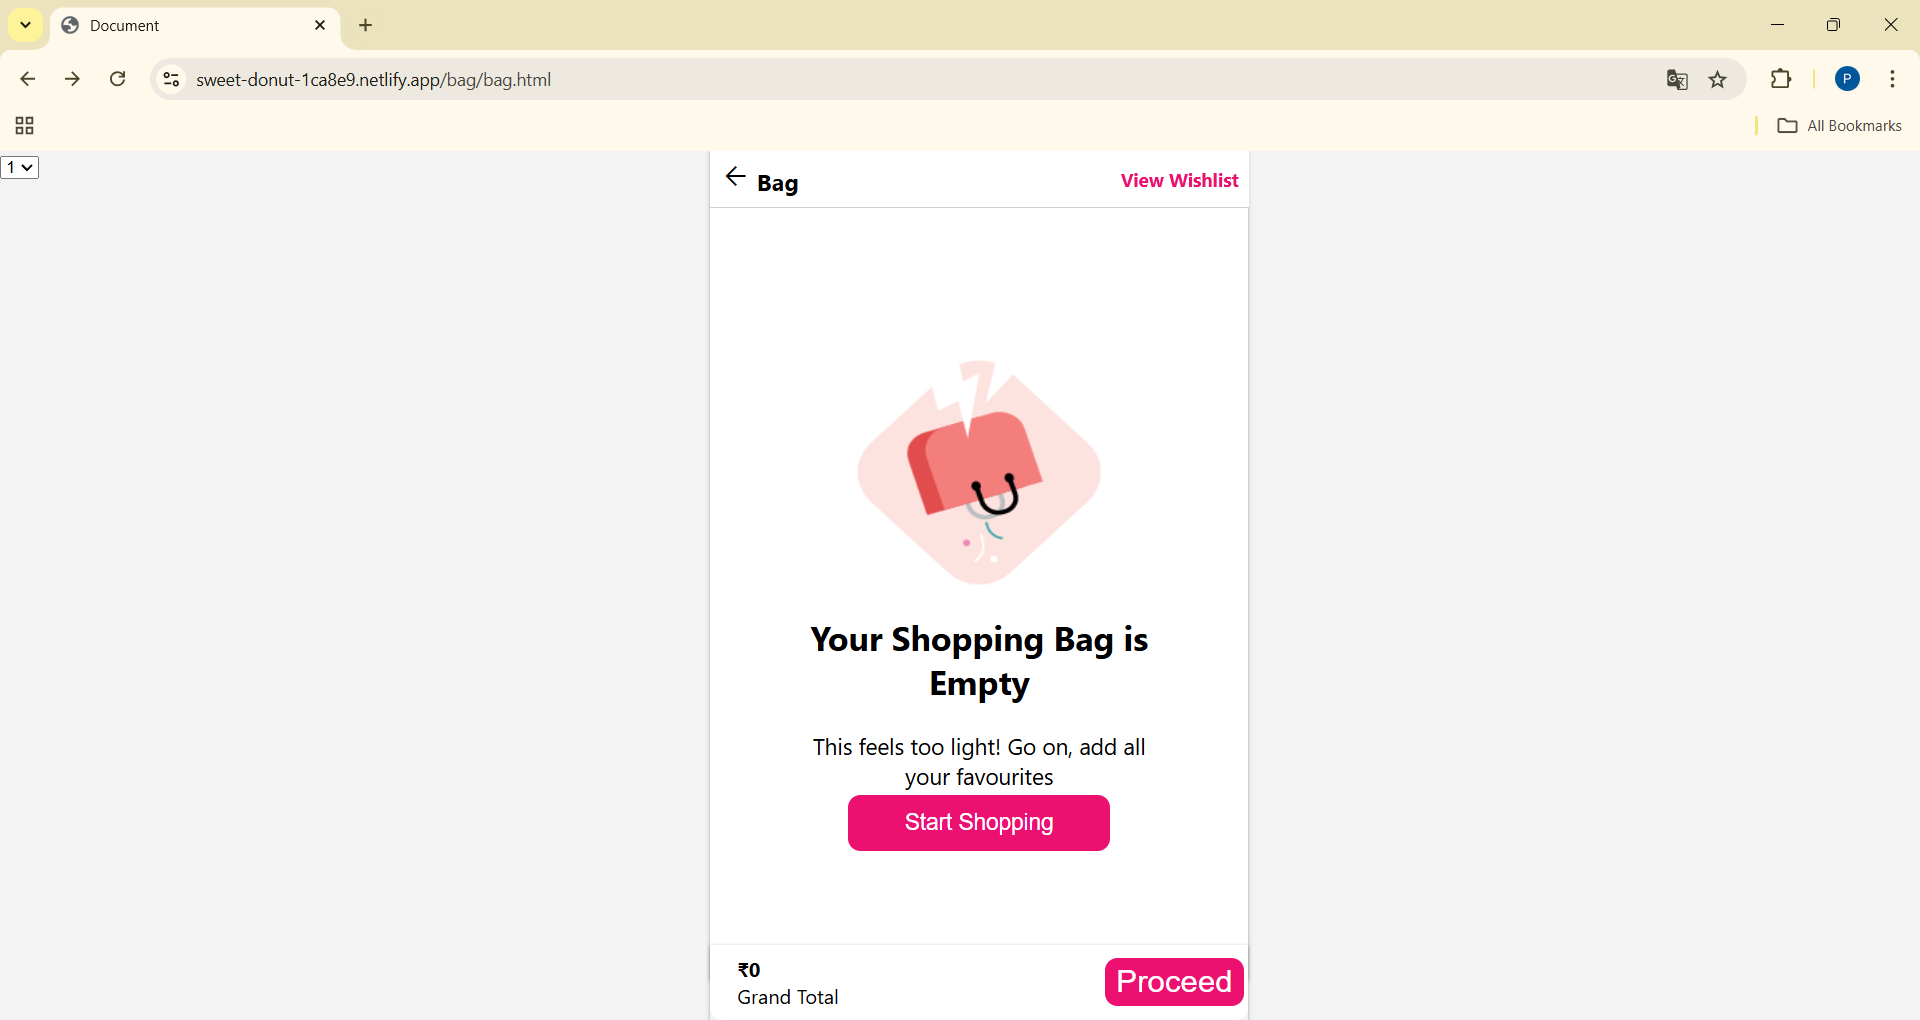 Document
sweet-donut-1ca8e9.netlify.app/bag/bag.html
P
All Bookmarks
1
Bag
View Wishlist
Your Shopping Bag is
Empty
This feels too light! Go on, add all
your favourites
Start Shopping
₹0
Grand Total
Proceed